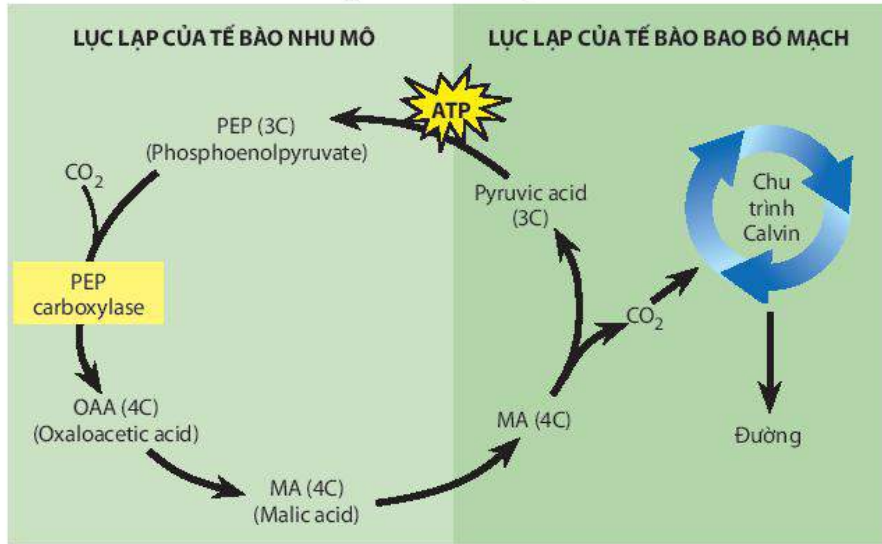 LỤC LẠP CỦA TẾ BÀO NHU MÔ
LỤC LẠP CỦA TẾ BÀO BAO BÓ MẠCH
ATP
PEP (3C)
(Phosphoenolpyruvate)
CO₂
PEP
carboxylase
OAA (4C)
(Oxaloacetic acid)
MA (4C)
(Malic acid)
MA (4C)
Pyruvic acid
(3C)
CO₂
Chu
trình
Calvin
Đường